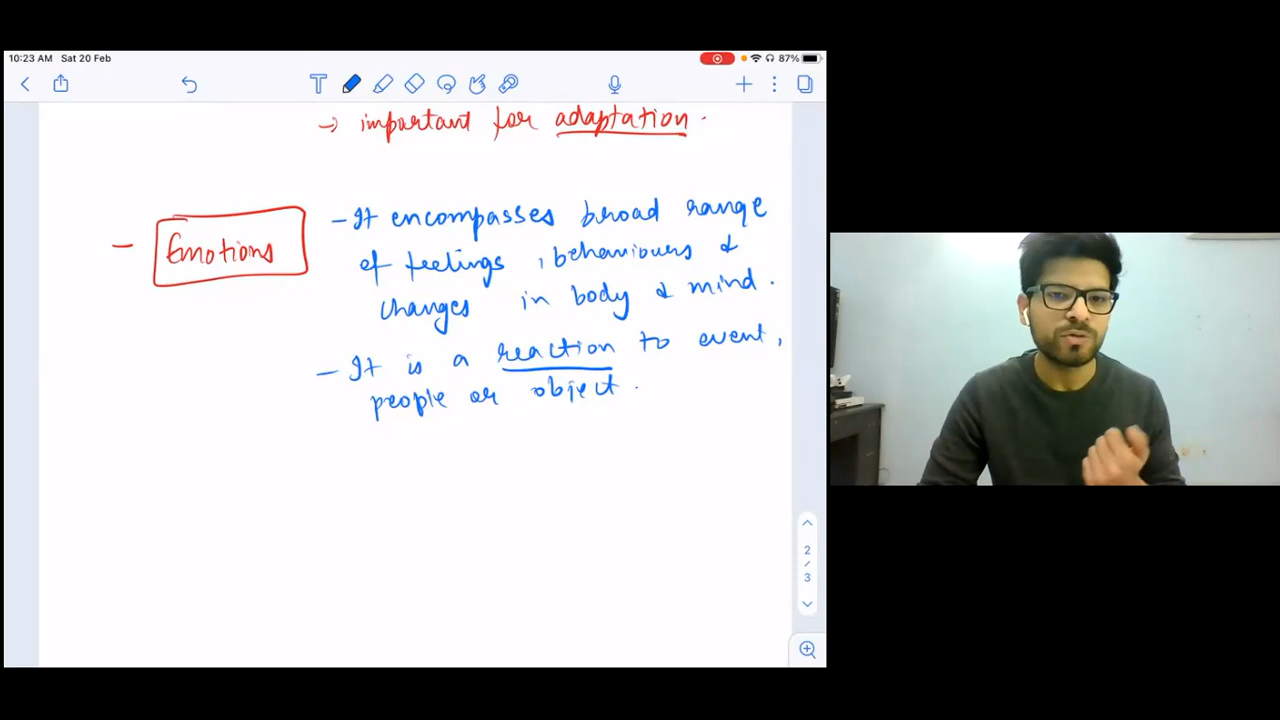 10:23 AM Sat 20 Feb
87%
T
→ important for adaptation.
- Emotions
- It encompasses broad range
of feelings, behaviours &
changes in body & mind.
- It is a reaction to event,
people or object.
2
/
3